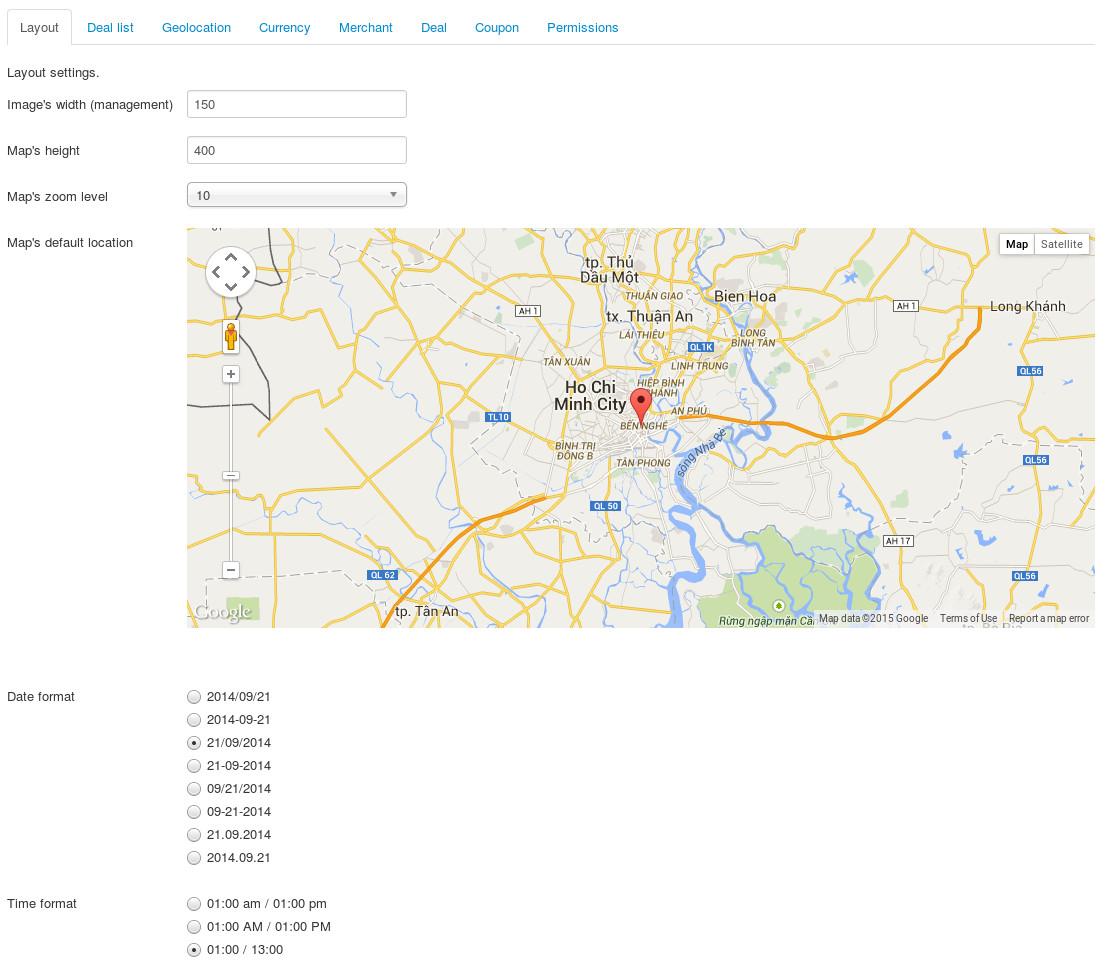 Layout Deal list Geolocation Currency Merchant Deal Coupon Permissions
Layout settings.
Image's width (management) 150
Map's height 400
Map's zoom level 10
Map's default location
Map Satellite
tp. Thủ
Dầu Một
THUẬN GIAO
Bien Hoa
AH 1
AH 1
Long Khánh
tx. Thuận An
LÁI THIÊU
LONG
BÌNH TÂN
QL1K
TÂN XUÂN
LINH TRUNG
QL56
Ho Chi
Minh City
HIỆP BÌNH
CHÁNH
AN PHÚ
TL10
BẾN NGHÉ
BÌNH TRỊ
ĐÔNG B
sông Nhà Bè
TÂN PHONG
QL56
QL 50
AH 17
QL 62
QL56
Google
tp. Tân An
Rừng ngập mặn
Map data ©2015 Google Terms of Use Report a map error
Date format
2014/09/21
2014-09-21
21/09/2014
21-09-2014
09/21/2014
09-21-2014
21.09.2014
2014.09.21
Time format
01:00 am / 01:00 pm
01:00 AM / 01:00 PM
01:00 / 13:00